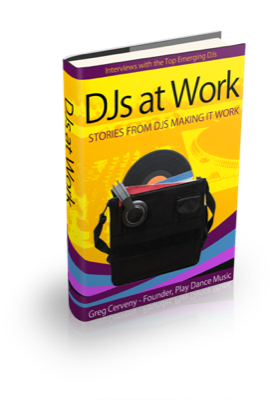 Interviews with the Top Emerging DJs
DJs at Work
STORIES FROM DJS MAKING IT WORK
Greg Cerveny - Founder, Play Dance Music
DJs at Work